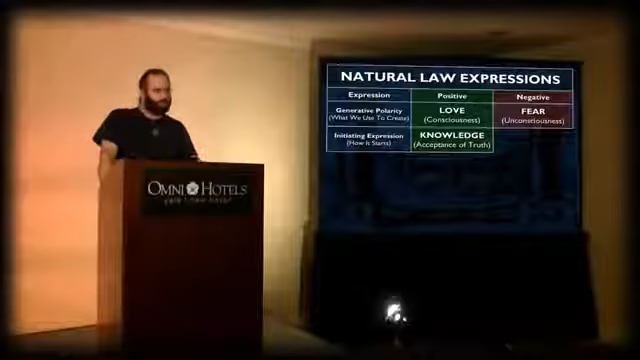 NATURAL LAW EXPRESSIONS
Expression Positive Negative
Generative Polarity LOVE FEAR
(What We Use To Create) (Consciousness) (Unconsciousness)
Initiating Expression KNOWLEDGE
(How It Starts) (Acceptance of Truth)
OMNI HOTELS